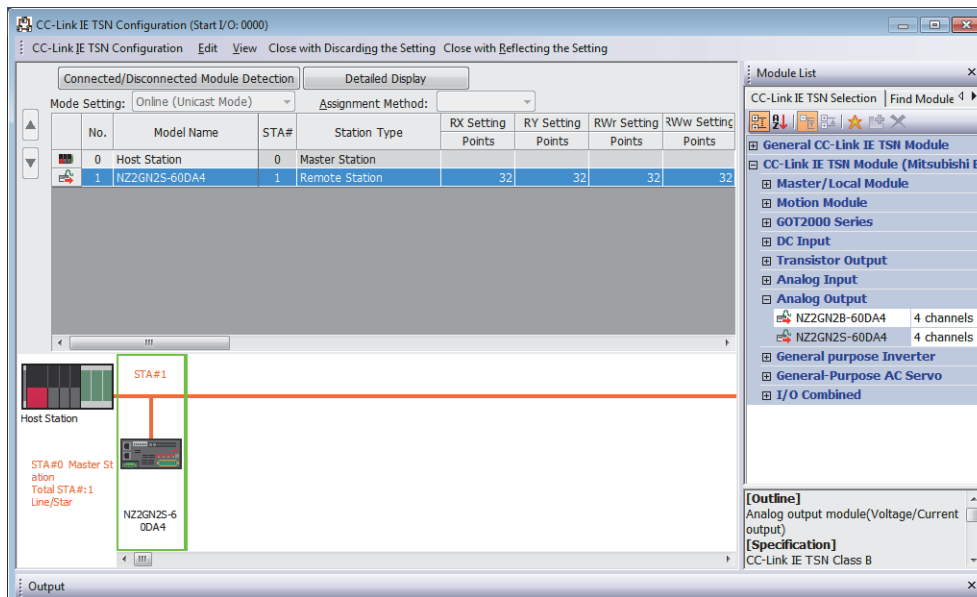 CC-Link IE TSN Configuration (Start I/O: 0000)
CC-Link IE TSN Configuration Edit View Close with Discarding the Setting Close with Reflecting the Setting
Connected/Disconnected Module Detection Detailed Display
Mode Setting: Online (Unicast Mode) Assignment Method:
No. Model Name STA# Station Type RX Setting RY Setting RWr Setting RWw Setting
Points Points Points Points
0 Host Station 0 Master Station
1 NZ2GN2S-60DA4 1 Remote Station 32 32 32 32
STA#1
Host Station
STA#0 Master St
ation
Total STA#:1
Line/Star
NZ2GN2S-6
0DA4
Module List
CC-Link IE TSN Selection Find Module
General CC-Link IE TSN Module
CC-Link IE TSN Module (Mitsubishi E
Master/Local Module
Motion Module
GOT2000 Series
DC Input
Transistor Output
Analog Input
Analog Output
NZ2GN2B-60DA4 4 channels
NZ2GN2S-60DA4 4 channels
General purpose Inverter
General-Purpose AC Servo
I/O Combined
[Outline]
Analog output module(Voltage/Current
output)
[Specification]
CC-Link IE TSN Class B
Output